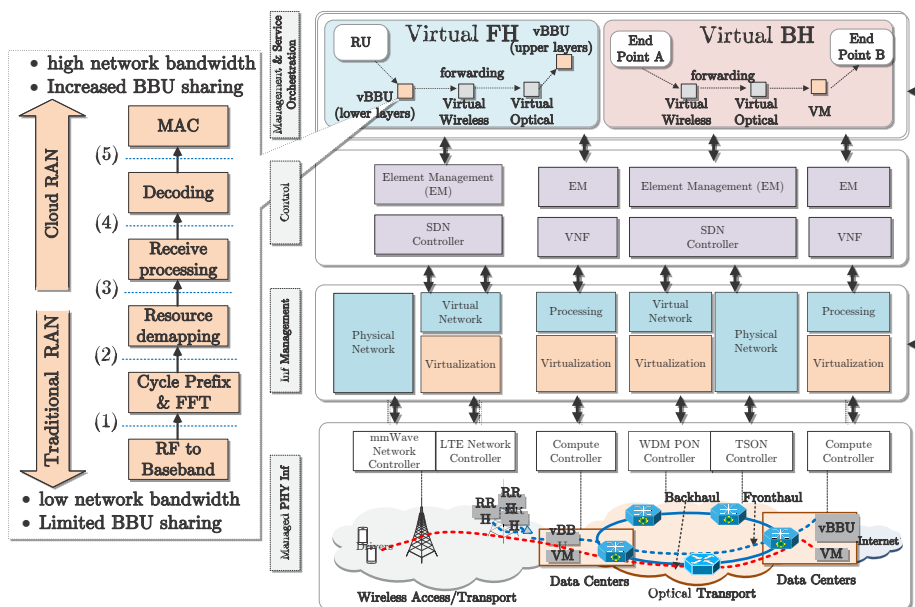 • high network bandwidth
• Increased BBU sharing
Cloud RAN
Traditional RAN
MAC
(5)
Decoding
(4)
Receive
processing
(3)
Resource
demapping
(2)
Cycle Prefix
& FFT
(1)
RF to
Baseband
• low network bandwidth
• Limited BBU sharing
Management & Service
Orchestration
Virtual FH
RU
vBBU
(lower layers)
forwarding
Virtual
Wireless
Virtual
Optical
vBBU
(upper layers)
Virtual BH
End
Point A
forwarding
Virtual
Wireless
Virtual
Optical
VM
End
Point B
Control
Element Management
(EM)
EM
Element Management (EM)
EM
SDN
Controller
VNF
SDN
Controller
VNF
Inf Management
Physical
Network
Virtual
Network
Virtualization
Processing
Virtualization
Virtual
Network
Virtualization
Physical
Network
Processing
Virtualization
Managed PHY Inf
mmWave
Network
Controller
LTE Network
Controller
Compute
Controller
WDM PON
Controller
TSON
Controller
Compute
Controller
RR
H
RR
H
Backhaul
Fronthaul
vBB
U
VM
vBBU
VM
Internet
Data Centers
Optical Transport
Data Centers
Wireless Access/Transport